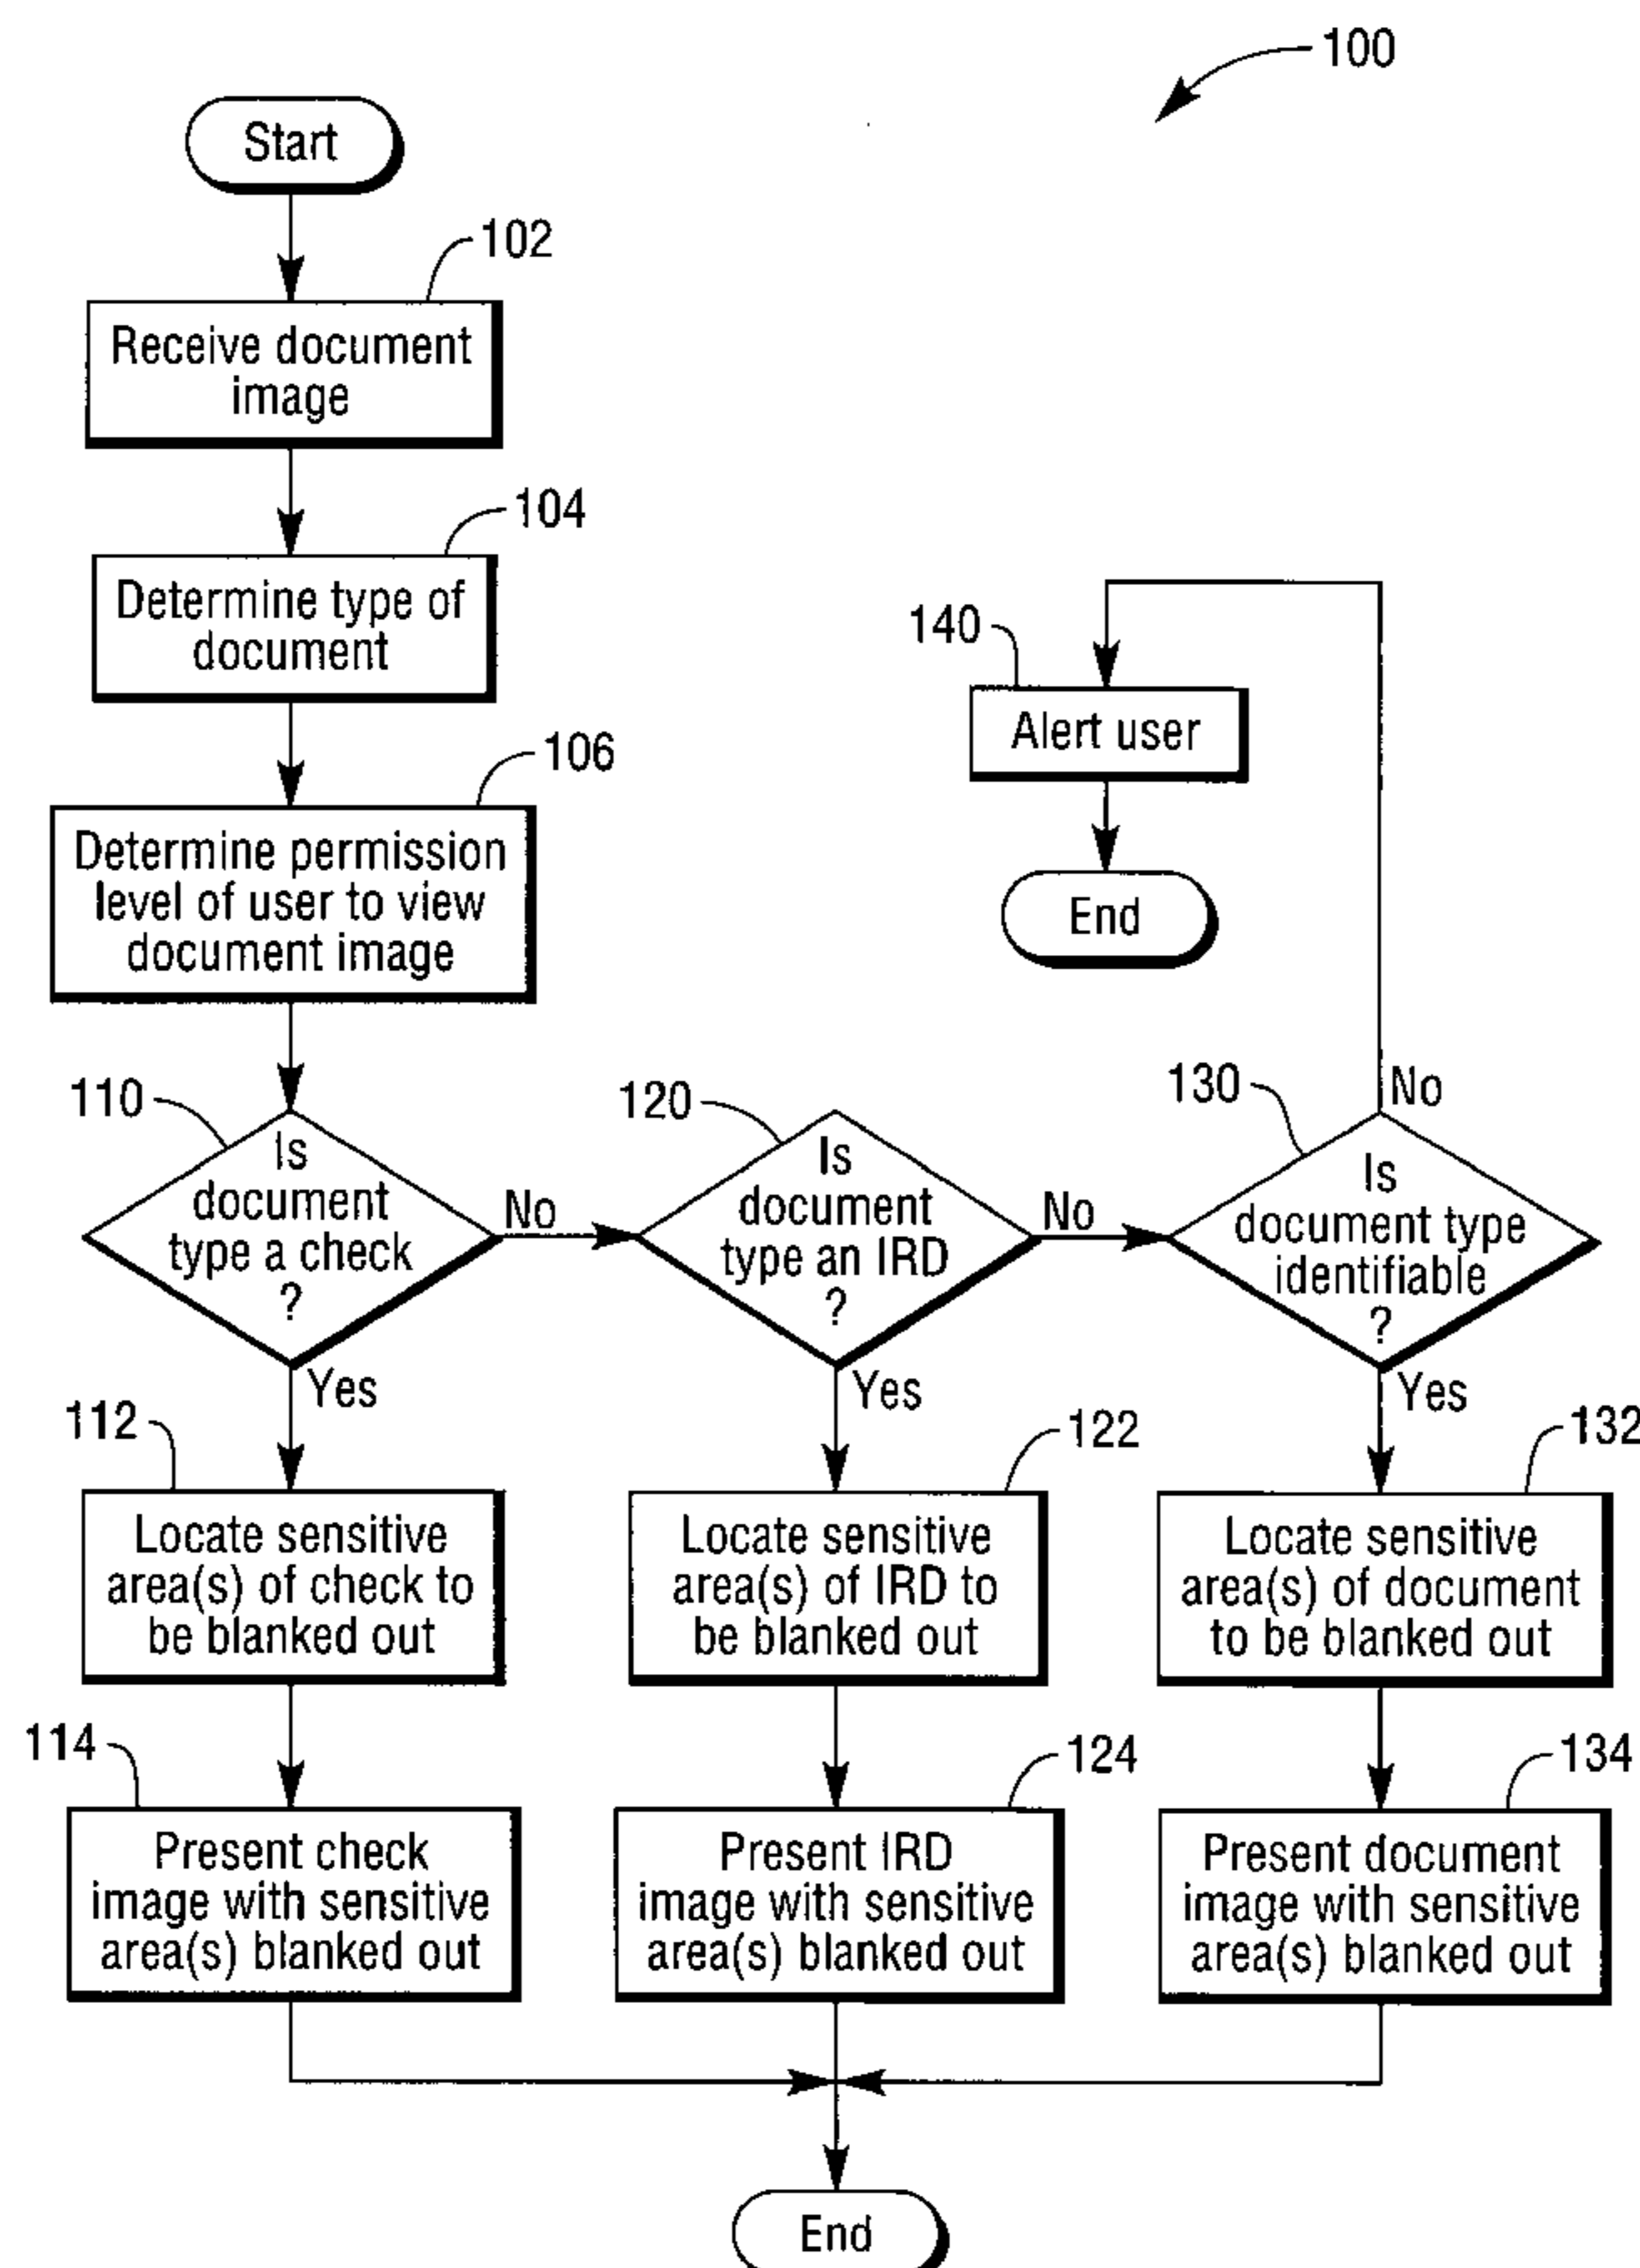 100
Start
102
Receive document
image
104
Determine type of
document
106
Determine permission
level of user to view
document image
140
Alert user
End
110
Is
document
type a check
?
No
Yes
120
Is
document
type an IRD
?
No
Yes
130
Is
document type
identifiable
?
No
Yes
112
Locate sensitive
area(s) of check to
be blanked out
122
Locate sensitive
area(s) of IRD to
be blanked out
132
Locate sensitive
area(s) of document
to be blanked out
114
Present check
image with sensitive
area(s) blanked out
124
Present IRD
image with sensitive
area(s) blanked out
134
Present document
image with sensitive
area(s) blanked out
End